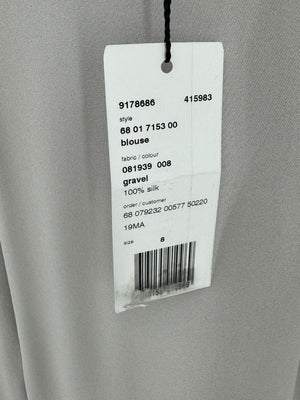 9178686 415983
style
68 01 7153 00
blouse
fabric / colour
081939 008
gravel
100% silk
order / customer
68 079232 00577 50220
19MA
size 8